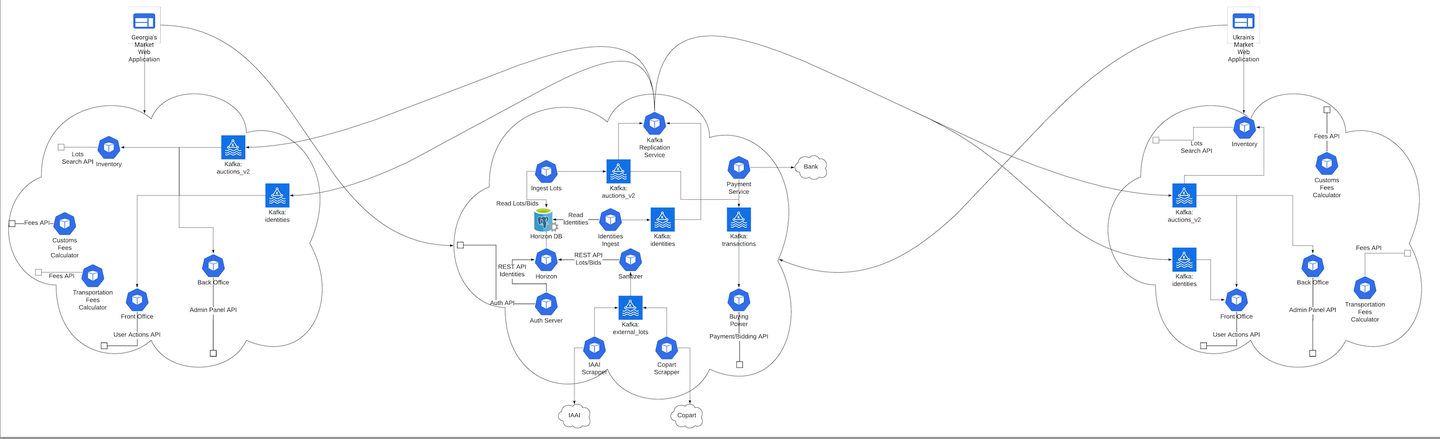 Georgia's
Market
Web
Application
Lots
Search API
Inventory
Kafka:
auctions_v2
Kafka:
identities
Fees API
Customs
Fees
Calculator
Fees API
Transportation
Fees
Calculator
Front Office
User Actions API
Back Office
Admin Panel API
Kafka
Replication
Service
Ingest Lots
Kafka:
auctions_v2
Payment
Service
Bank
Read Lots/Bids
Horizon DB
Read
Identities
Identities
Ingest
Kafka:
identities
Kafka:
transactions
REST API
Identities
Horizon
REST API
Lots/Bids
Sanitizer
Auth API
Auth Server
Kafka:
external_lots
Buying
Power
Payment/Bidding API
IAAI
Scrapper
Copart
Scrapper
IAAI
Copart
Ukrain's
Market
Web
Application
Lots
Search API
Inventory
Fees API
Customs
Fees
Calculator
Kafka:
auctions_v2
Kafka:
identities
Front Office
User Actions API
Back Office
Admin Panel API
Fees API
Transportation
Fees
Calculator